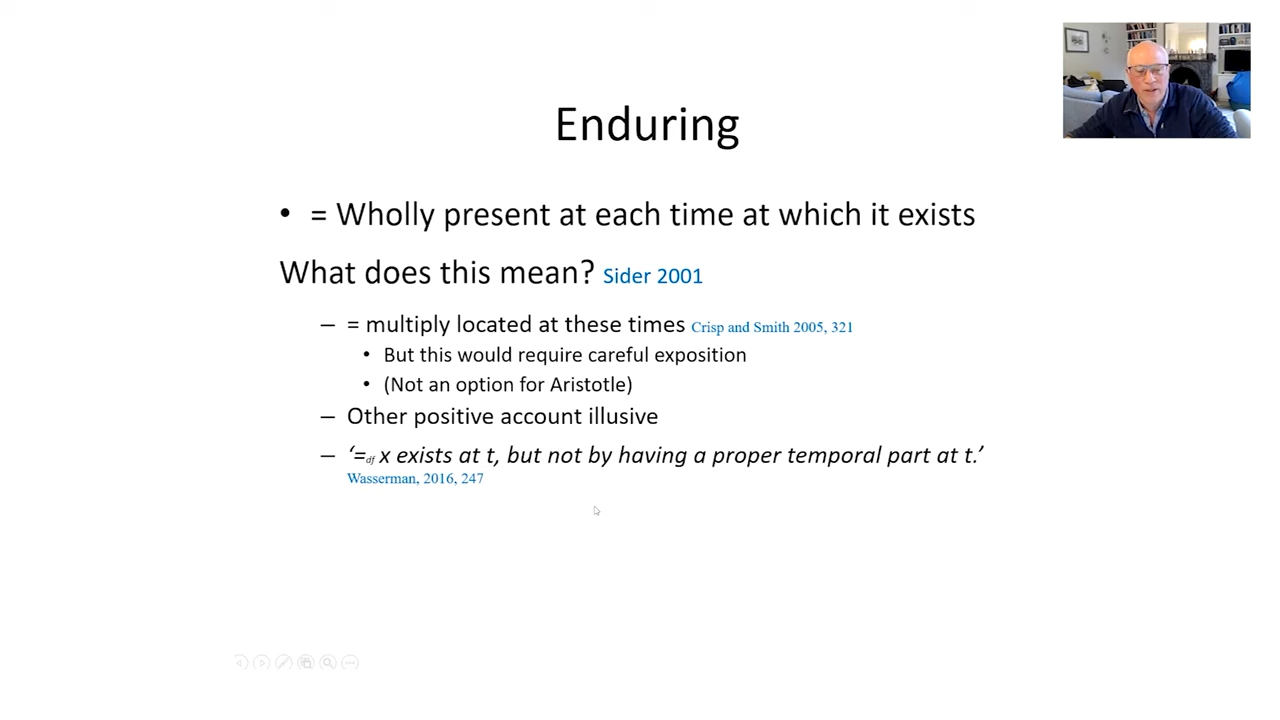 Enduring
• = Wholly present at each time at which it exists
What does this mean? Sider 2001
– = multiply located at these times Crisp and Smith 2005, 321
• But this would require careful exposition
• (Not an option for Aristotle)
– Other positive account illusive
– ‘=df x exists at t, but not by having a proper temporal part at t.’
Wasserman, 2016, 247